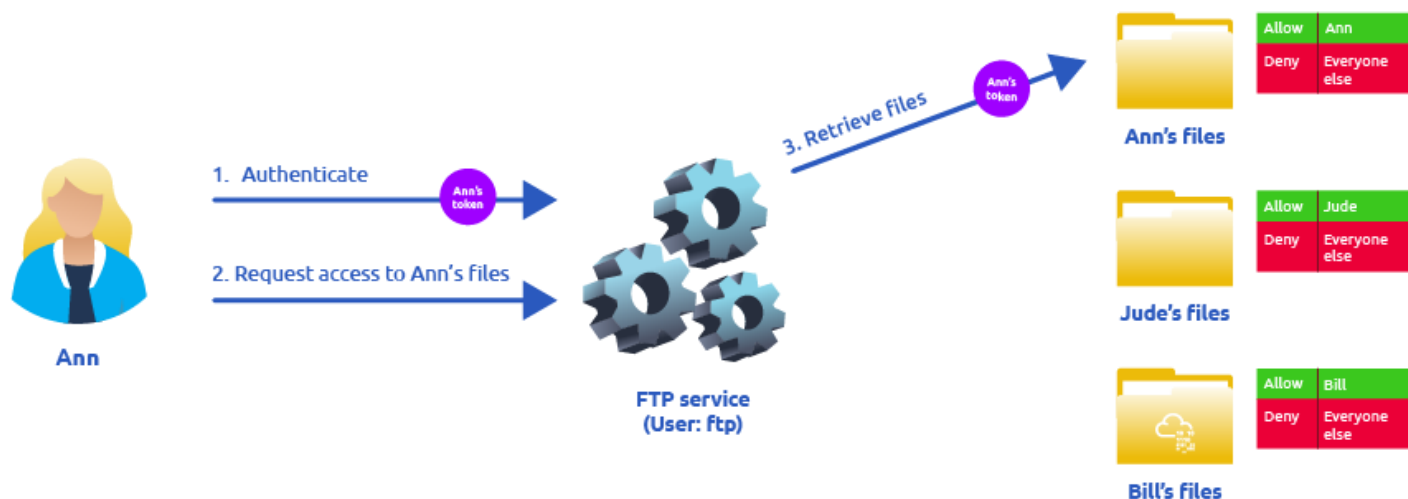 1. Authenticate
Ann's
token
2. Request access to Ann's files
Ann
FTP service
(User: ftp)
3. Retrieve files
Ann's
token
Allow Ann
Deny Everyone
else
Ann's files
Allow Jude
Deny Everyone
else
Jude's files
Allow Bill
Deny Everyone
else
Bill's files